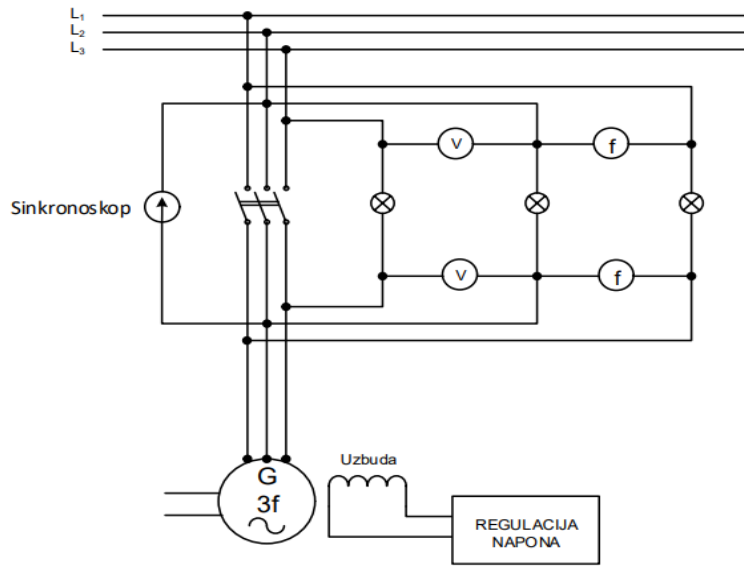 L₁
L₂
L₃
V
f
Sinkronoskop
V
f
Uzbuda
G
3f
REGULACIJA
NAPONA